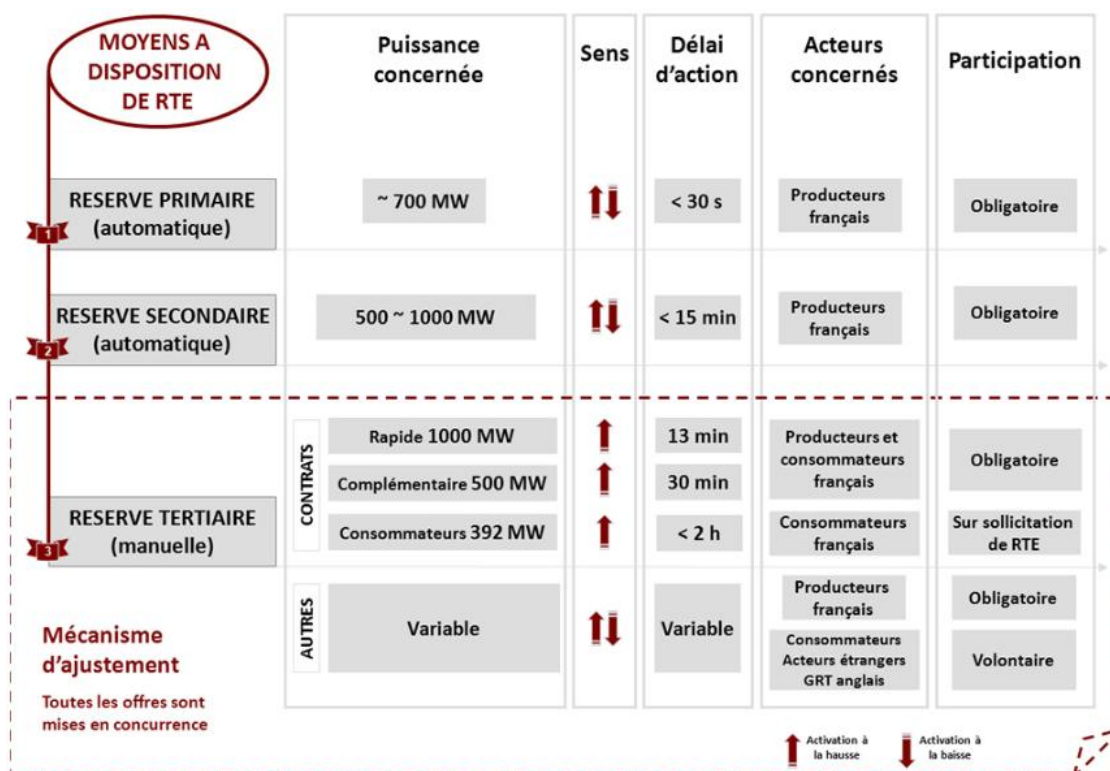 MOYENS A
DISPOSITION
DE RTE
Puissance
concernée
Sens
Délai
d'action
Acteurs
concernés
Participation
RESERVE PRIMAIRE
(automatique)
1
~ 700 MW
< 30 s
Producteurs
français
Obligatoire
RESERVE SECONDAIRE
(automatique)
2
500 ~ 1000 MW
< 15 min
Producteurs
français
Obligatoire
RESERVE TERTIAIRE
(manuelle)
3
CONTRATS
Rapide 1000 MW
13 min
Producteurs et
consommateurs
français
Obligatoire
Complémentaire 500 MW
30 min
Consommateurs 392 MW
< 2 h
Consommateurs
français
Sur sollicitation
de RTE
AUTRES
Variable
Variable
Producteurs
français
Obligatoire
Consommateurs
Acteurs étrangers
GRT anglais
Volontaire
Mécanisme
d'ajustement
Toutes les offres sont
mises en concurrence
Activation à
la hausse
Activation à
la baisse